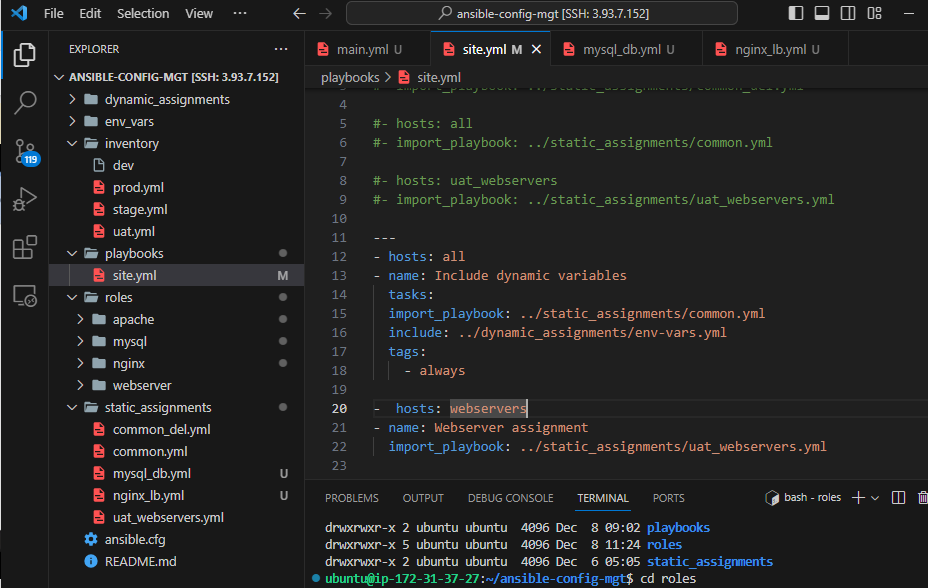 File Edit Selection View ··· ansible-config-mgt [SSH: 3.93.7.152]
EXPLORER ···
ANSIBLE-CONFIG-MGT [SSH: 3.93.7.152]
dynamic_assignments
env_vars
inventory
dev
prod.yml
stage.yml
uat.yml
playbooks
site.yml M
roles
apache
mysql
nginx
webserver
static_assignments
common_del.yml
common.yml
mysql_db.yml U
nginx_lb.yml U
uat_webservers.yml
ansible.cfg
README.md
119
main.yml U site.yml M mysql_db.yml U nginx_lb.yml U
playbooks > site.yml
3 #- import_playbook: ../static_assignments/common_del.yml
4
5 #- hosts: all
6 #- import_playbook: ../static_assignments/common.yml
7
8 #- hosts: uat_webservers
9 #- import_playbook: ../static_assignments/uat_webservers.yml
10
11 ---
12 - hosts: all
13 - name: Include dynamic variables
14 tasks:
15 import_playbook: ../static_assignments/common.yml
16 include: ../dynamic_assignments/env-vars.yml
17 tags:
18 - always
19
20 - hosts: webservers
21 - name: Webserver assignment
22 import_playbook: ../static_assignments/uat_webservers.yml
23
PROBLEMS OUTPUT DEBUG CONSOLE TERMINAL PORTS bash - roles
drwxrwxr-x 2 ubuntu ubuntu 4096 Dec 8 09:02 playbooks
drwxrwxr-x 5 ubuntu ubuntu 4096 Dec 8 11:24 roles
drwxrwxr-x 2 ubuntu ubuntu 4096 Dec 6 05:05 static_assignments
ubuntu@ip-172-31-37-27:~/ansible-config-mgt$ cd roles